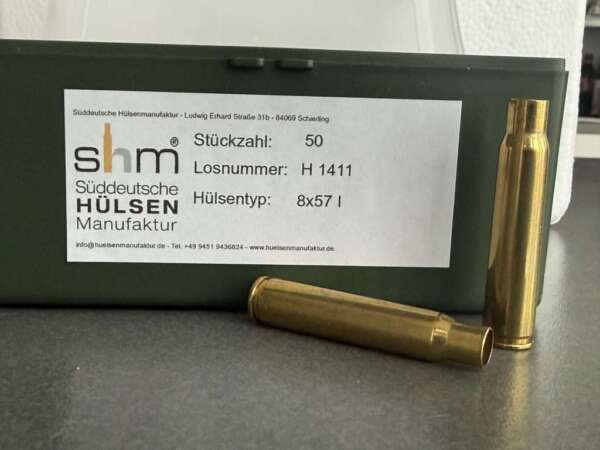 Süddeutsche Hülsenmanufaktur - Ludwig Erhard Straße 31b - 84069 Schierling
shm®
Süddeutsche
HÜLSEN
Manufaktur
Stückzahl: 50
Losnummer: H 1411
Hülsentyp: 8x57 I
info@huelsenmanufaktur.de - Tel. +49 9451 9436824 - www.huelsenmanufaktur.de